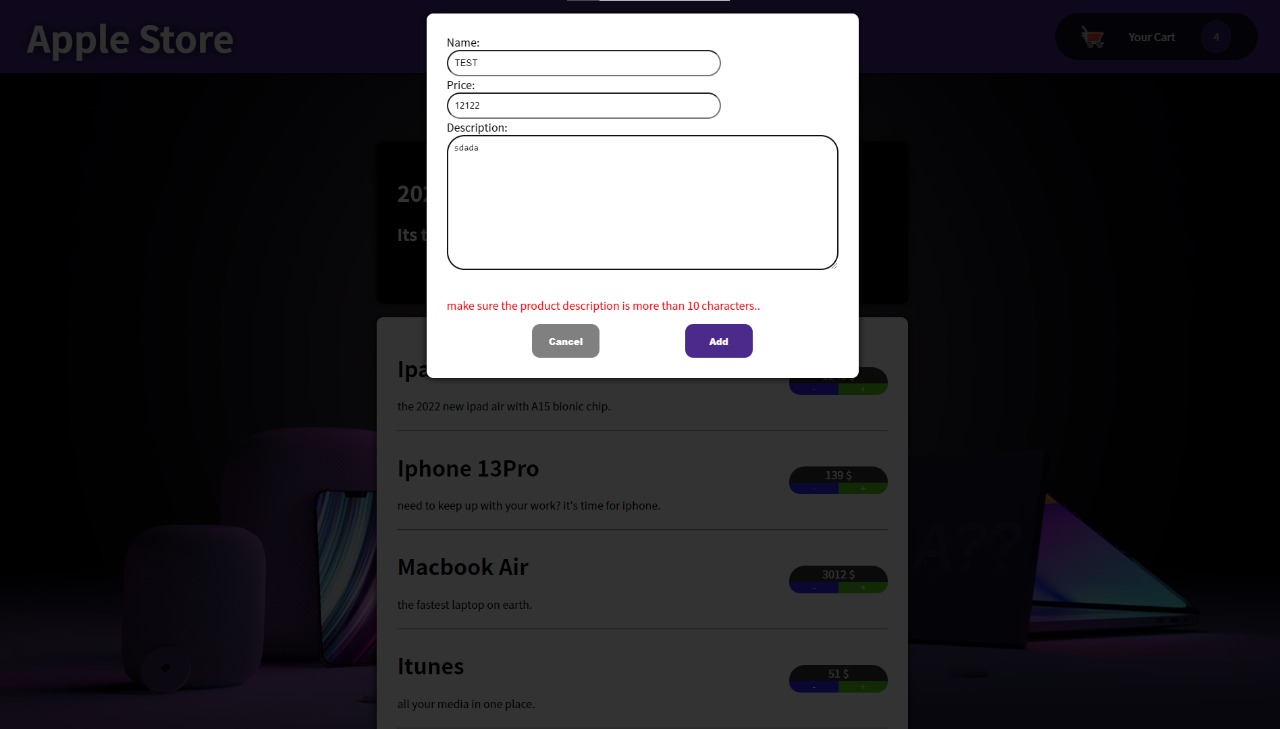 Apple Store
Your Cart
4
Name:
TEST
Price:
12122
Description:
sdada
make sure the product description is more than 10 characters..
Cancel
Add
202
Its t
Ipa
- +
the 2022 new ipad air with A15 bionic chip.
Iphone 13Pro
139 $
- +
need to keep up with your work? it's time for iphone.
Macbook Air
3012 $
- +
the fastest laptop on earth.
Itunes
51 $
- +
all your media in one place.
A??